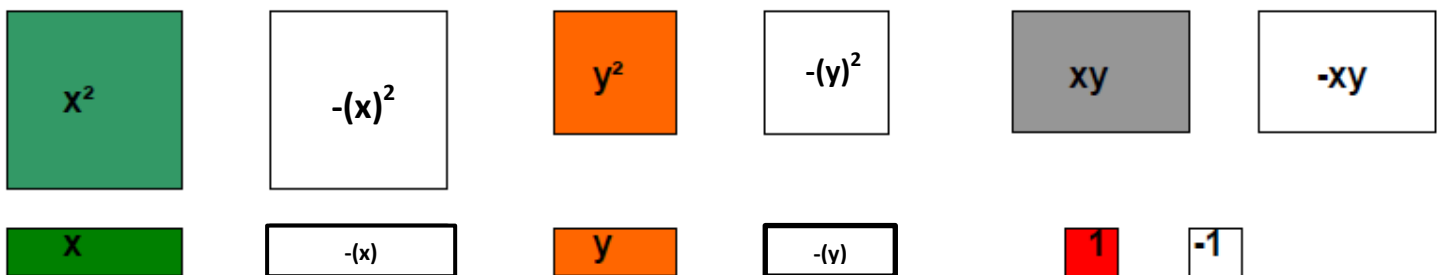 x² -(x)² y² -(y)² xy -xy
x -(x) y -(y) 1 -1